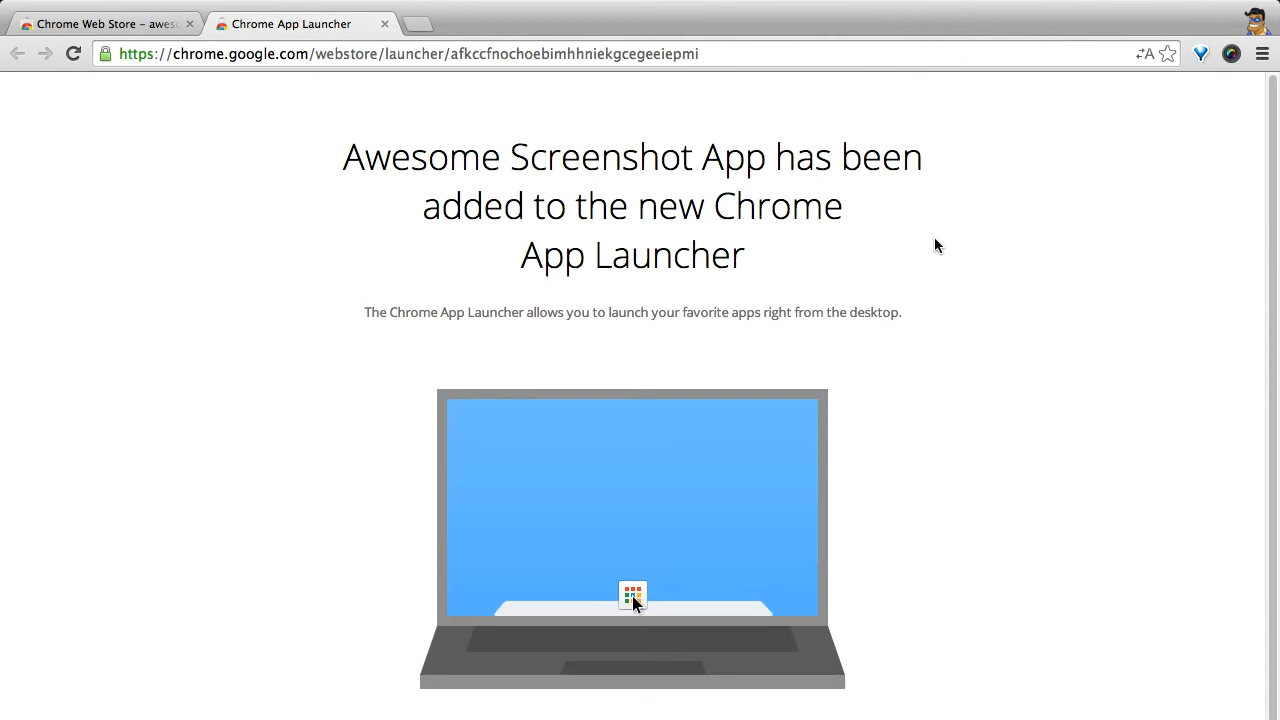 Chrome Web Store – awes
Chrome App Launcher
https://chrome.google.com/webstore/launcher/afkccfnochoebimhhniekgcegeeiepmi
Awesome Screenshot App has been
added to the new Chrome
App Launcher
The Chrome App Launcher allows you to launch your favorite apps right from the desktop.